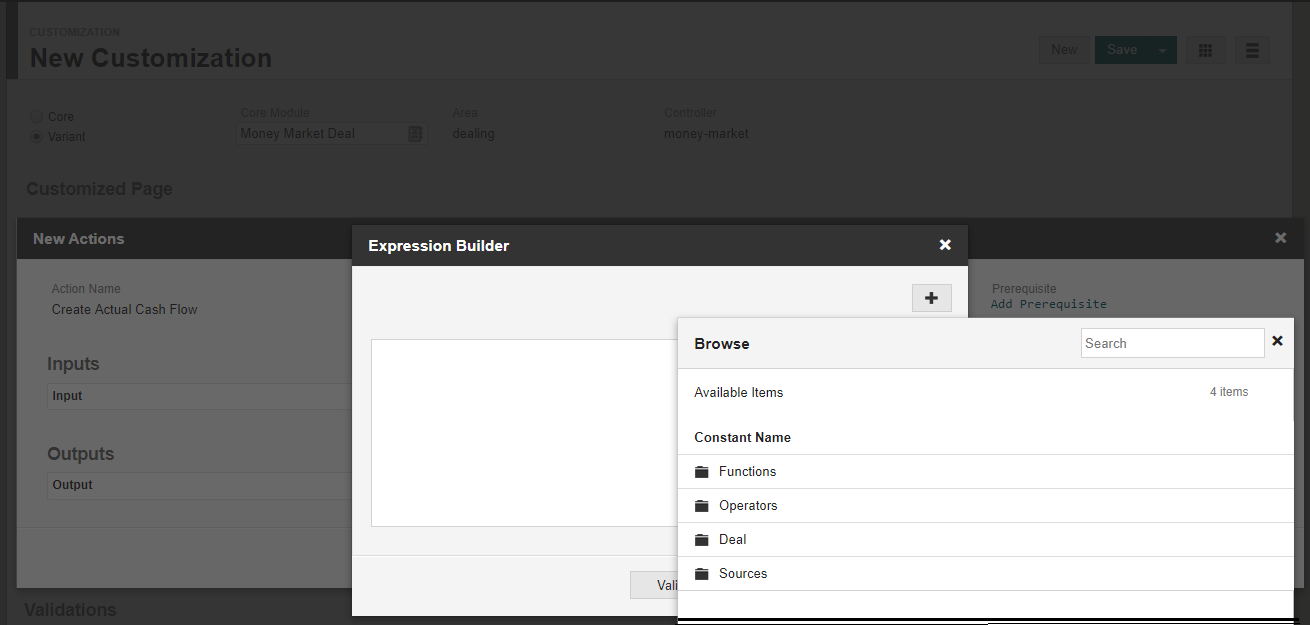 CUSTOMIZATION
New Customization
New
Save
Core
Variant
Core Module
Money Market Deal
Area
dealing
Controller
money-market
Customized Page
New Actions
Action Name
Create Actual Cash Flow
Prerequisite
Add Prerequisite
Inputs
Input
Outputs
Output
Expression Builder
Vali
Browse
Search
Available Items
4 items
Constant Name
Functions
Operators
Deal
Sources
Validations